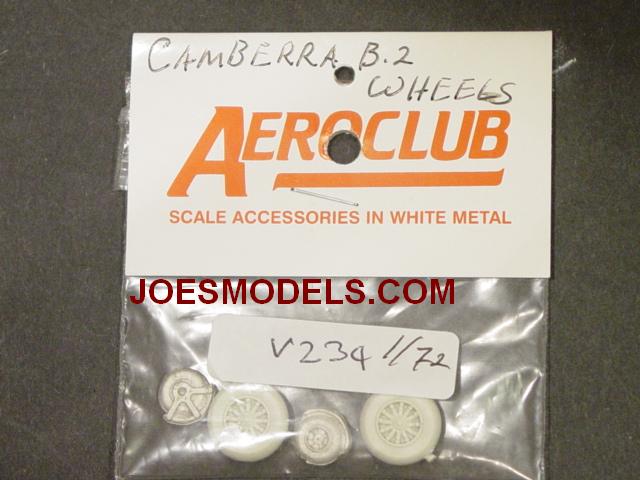 CAMBERRA B.2
WHEELS
AEROCLUB
SCALE ACCESSORIES IN WHITE METAL
JOESMODELS.COM
V234 1/72